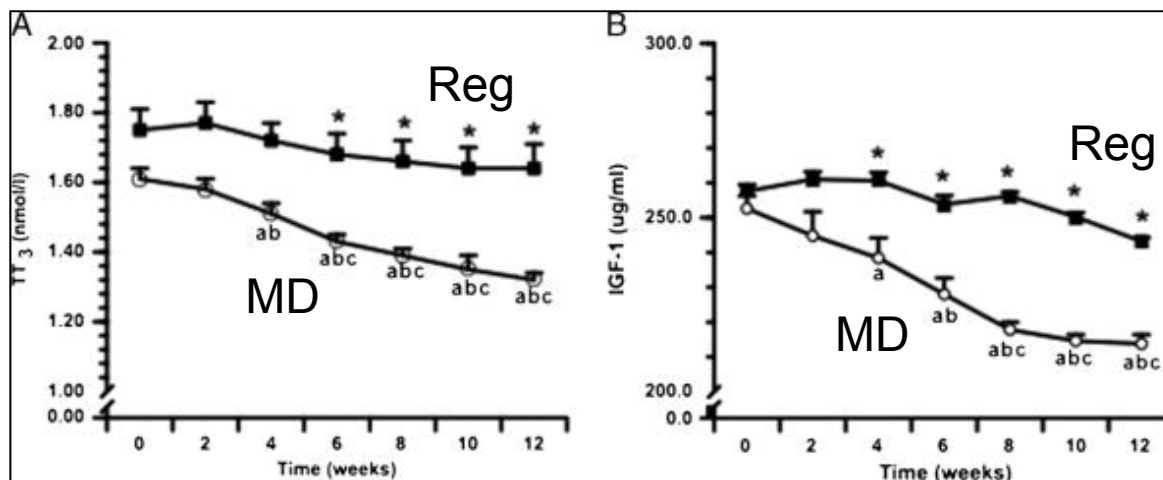 A
2.00
1.80
1.60
1.40
1.20
1.00
0.00
TT3 (nmol/l)
Reg
* * * *
MD
ab abc abc abc abc
0 2 4 6 8 10 12
Time (weeks)
B
300.0
250.0
200.0
0.0
IGF-1 (ug/ml)
Reg
* * * * *
MD
a ab abc abc abc
0 2 4 6 8 10 12
Time (weeks)